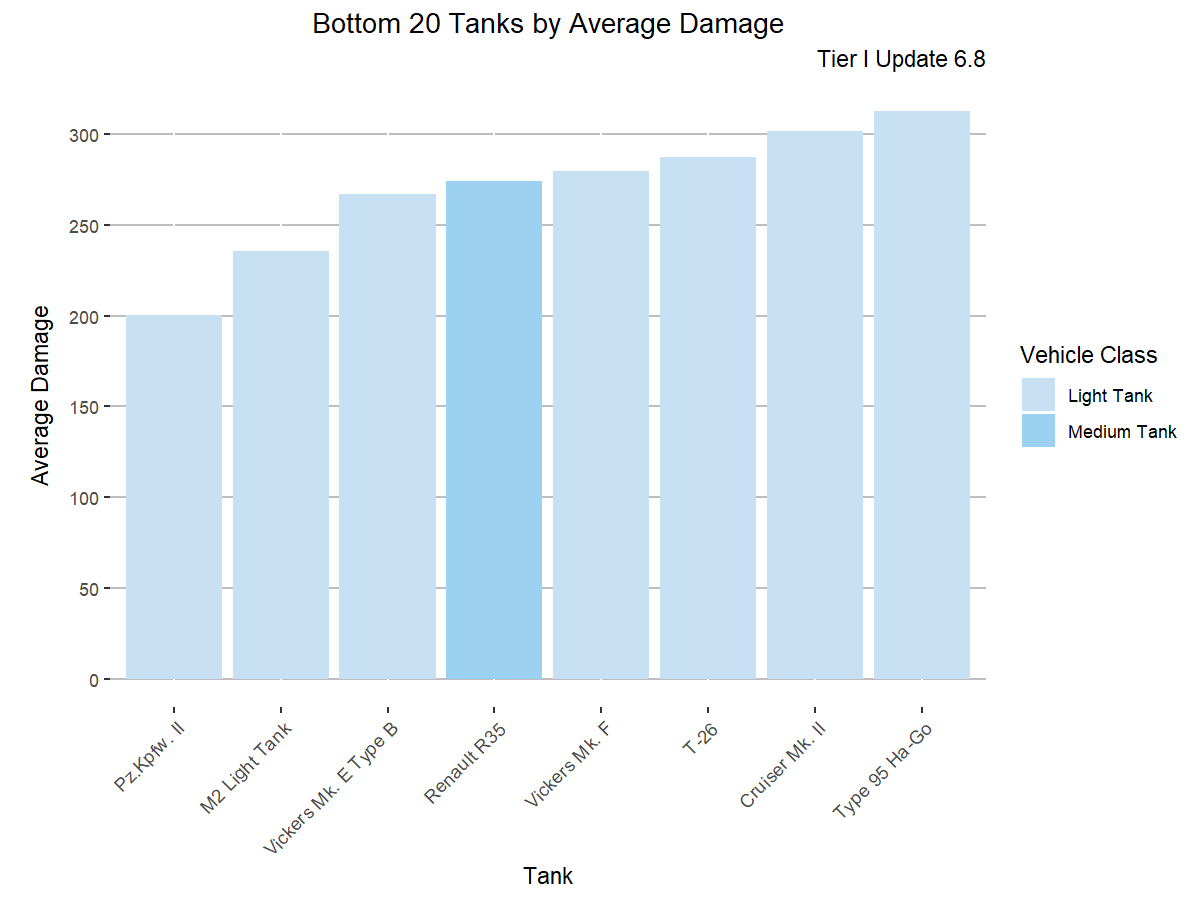 Bottom 20 Tanks by Average Damage
Tier I Update 6.8
Average Damage
300
250
200
150
100
50
0
Pz.Kpfw. II
M2 Light Tank
Vickers Mk. E Type B
Renault R35
Vickers Mk. F
T-26
Cruiser Mk. II
Type 95 Ha-Go
Tank
Vehicle Class
Light Tank
Medium Tank